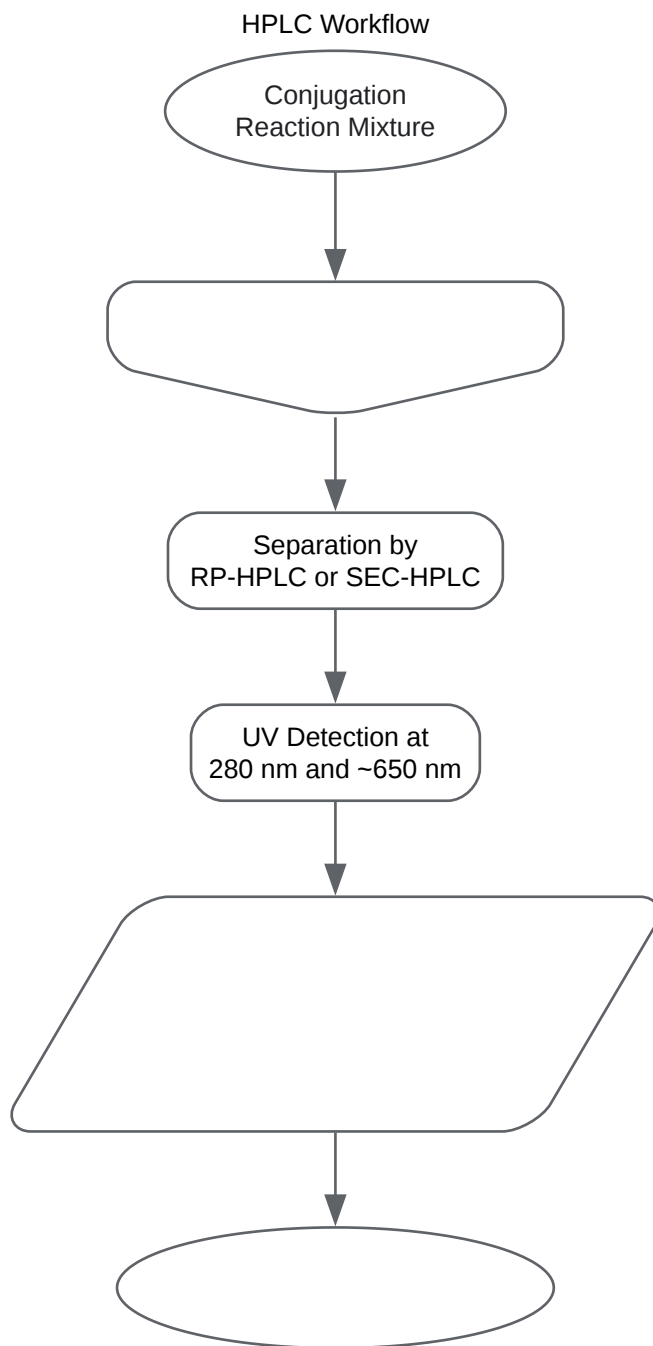 HPLC Workflow
Conjugation
Reaction Mixture
Separation by
RP-HPLC or SEC-HPLC
UV Detection at
280 nm and ~650 nm